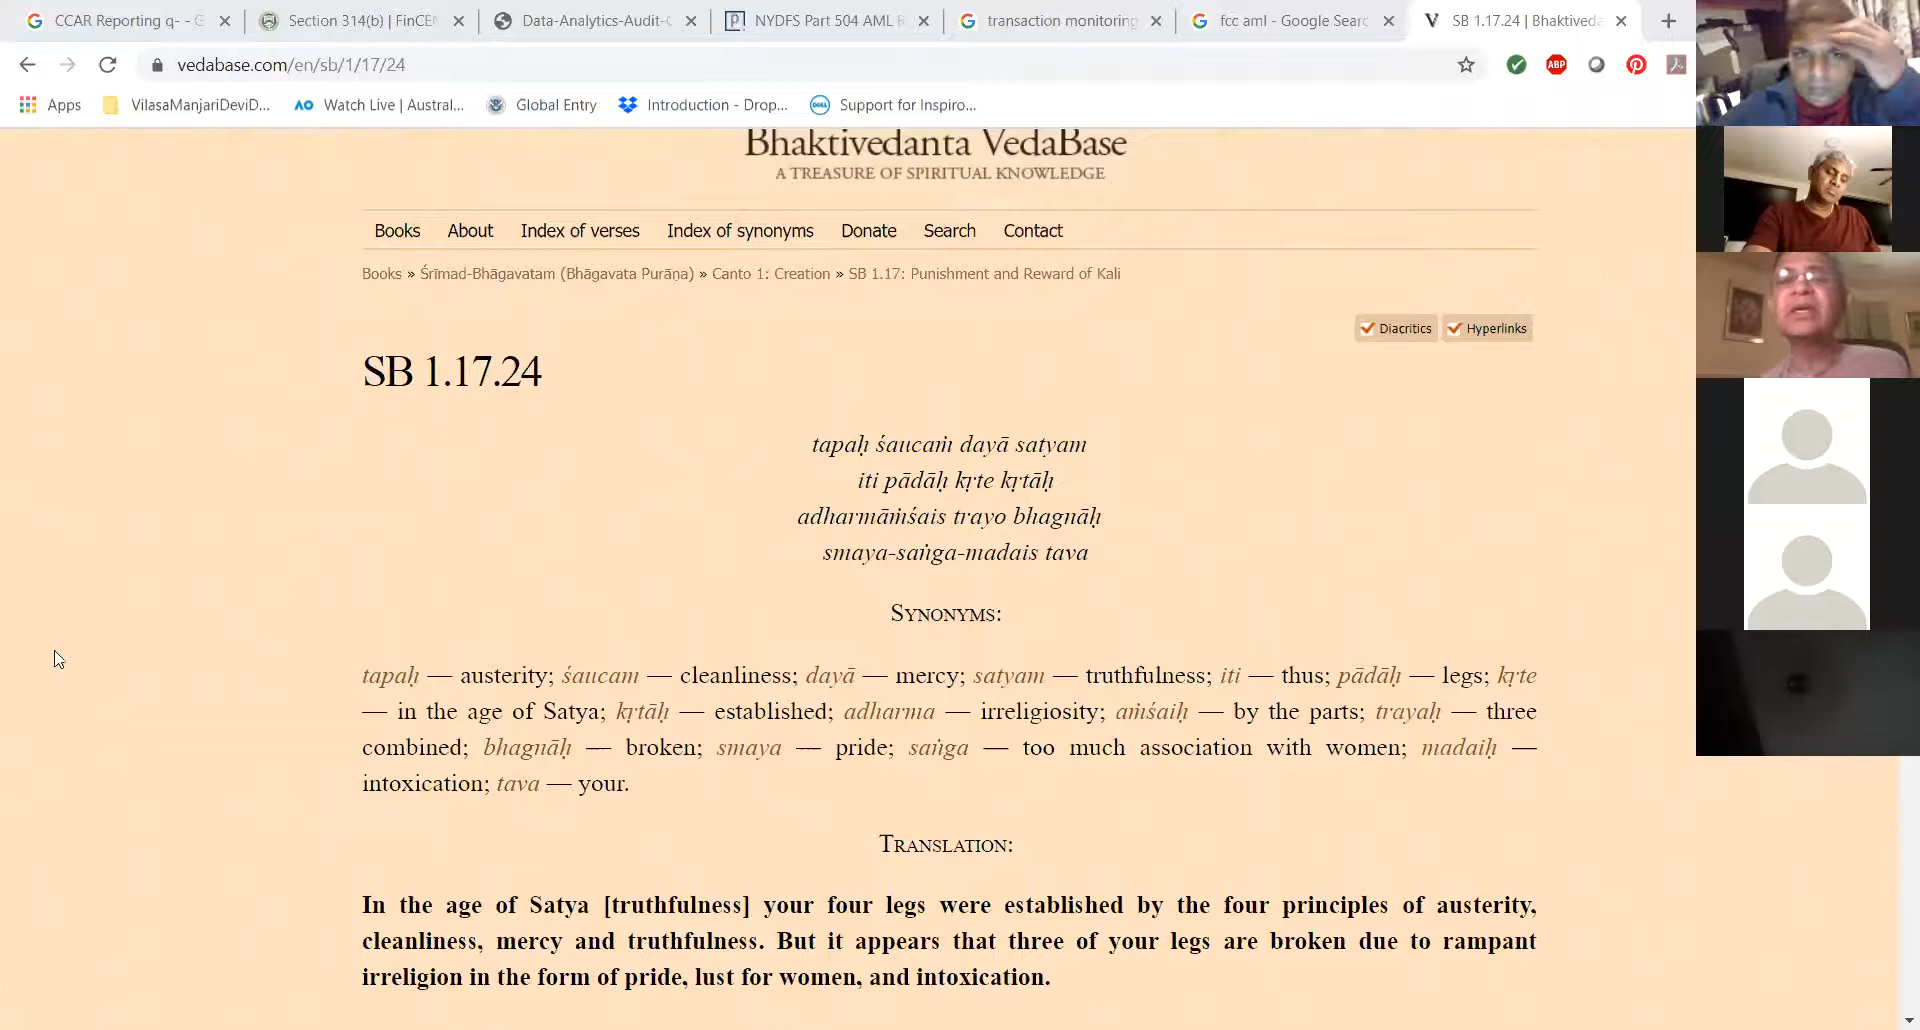 CCAR Reporting q- - G
Section 314(b) | FinCEN
Data-Analytics-Audit-C
NYDFS Part 504 AML R
transaction monitoring
fcc aml - Google Search
SB 1.17.24 | Bhaktiveda
vedabase.com/en/sb/1/17/24
ABP
Apps
VilasaManjariDeviD...
AO Watch Live | Austral...
Global Entry
Introduction - Drop...
DELL Support for Inspiro...
Bhaktivedanta VedaBase
A TREASURE OF SPIRITUAL KNOWLEDGE
Books About Index of verses Index of synonyms Donate Search Contact
Books » Śrīmad-Bhāgavatam (Bhāgavata Purāṇa) » Canto 1: Creation » SB 1.17: Punishment and Reward of Kali
Diacritics Hyperlinks
SB 1.17.24
tapaḥ śaucaṁ dayā satyam
iti pādāḥ kṛte kṛtāḥ
adharmāṁśais trayo bhagnāḥ
smaya-saṅga-madais tava
SYNONYMS:
tapaḥ — austerity; śaucam — cleanliness; dayā — mercy; satyam — truthfulness; iti — thus; pādāḥ — legs; kṛte
— in the age of Satya; kṛtāḥ — established; adharma — irreligiosity; aṁśaiḥ — by the parts; trayaḥ — three
combined; bhagnāḥ — broken; smaya — pride; saṅga — too much association with women; madaiḥ —
intoxication; tava — your.
TRANSLATION:
In the age of Satya [truthfulness] your four legs were established by the four principles of austerity,
cleanliness, mercy and truthfulness. But it appears that three of your legs are broken due to rampant
irreligion in the form of pride, lust for women, and intoxication.